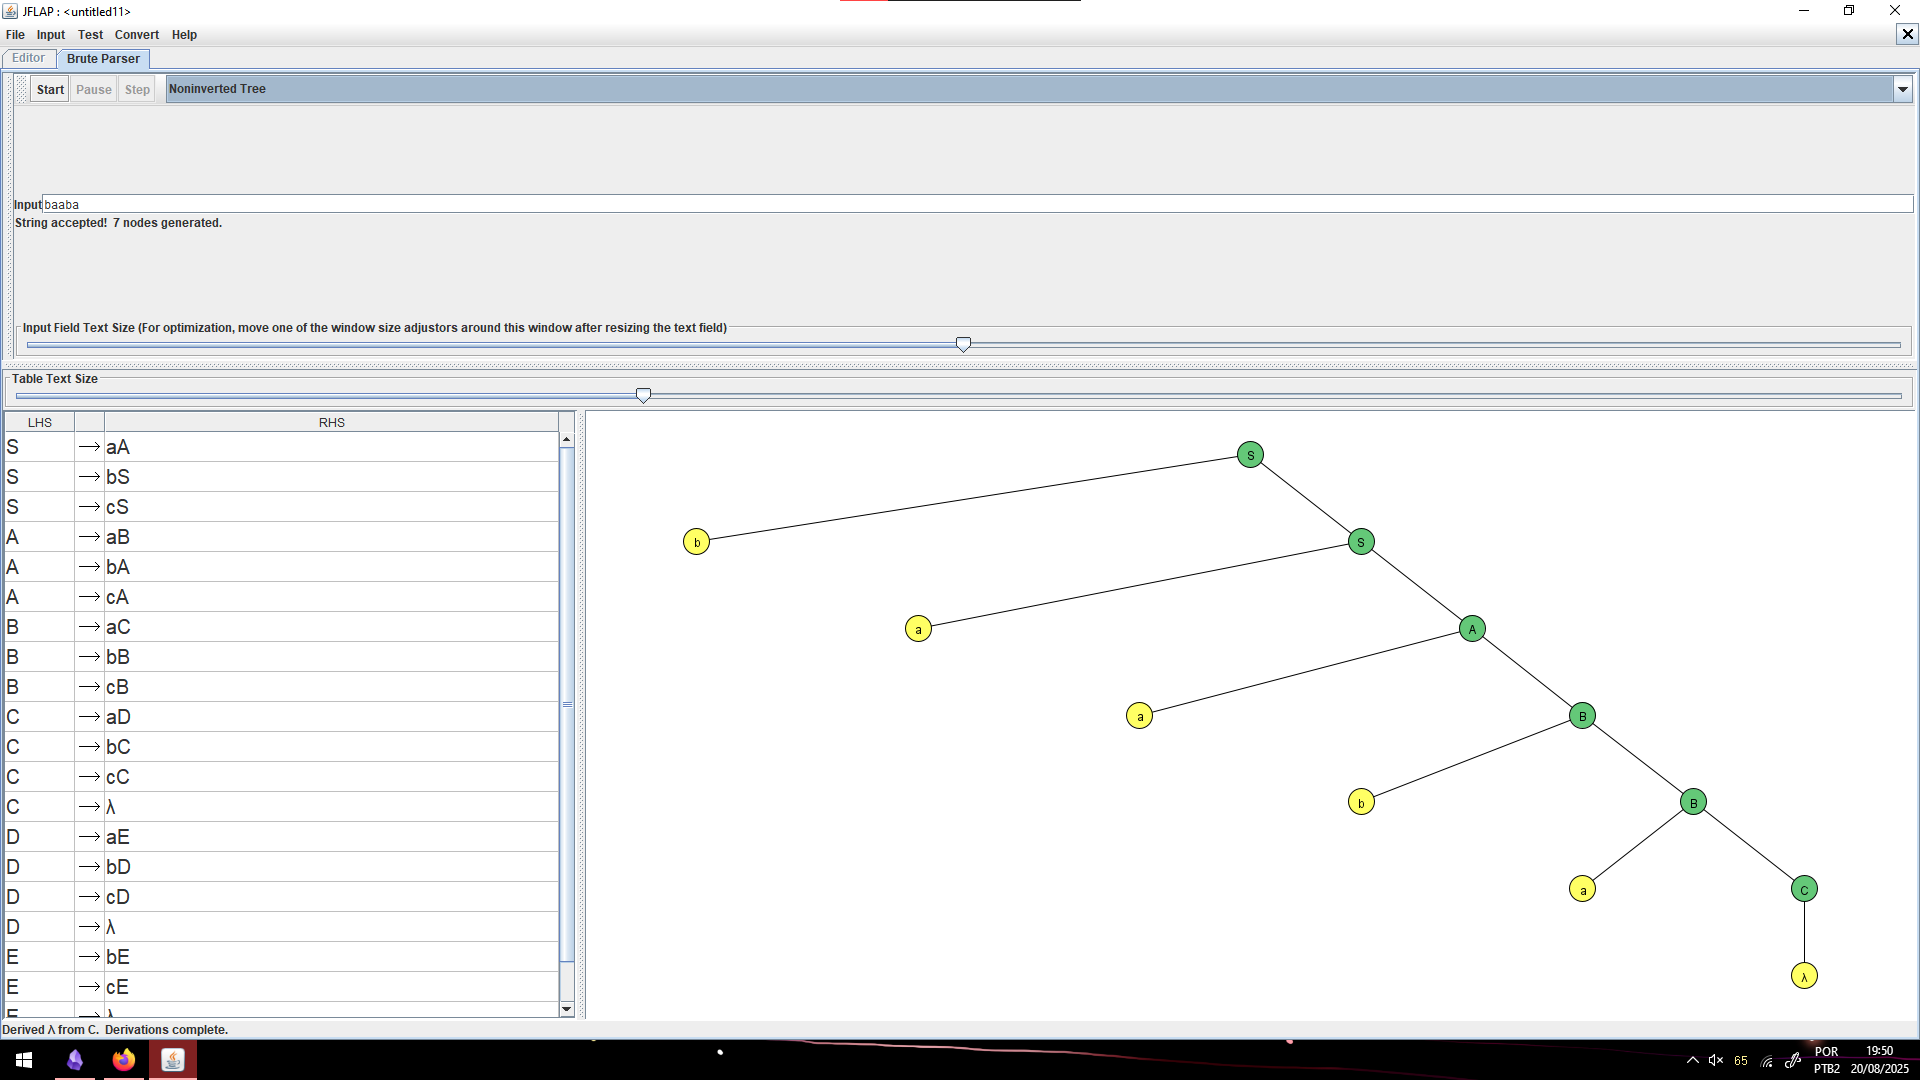 JFLAP : <untitled11>
File Input Test Convert Help
Editor Brute Parser
Start Pause Step Noninverted Tree
Input baaba
String accepted! 7 nodes generated.
Input Field Text Size (For optimization, move one of the window size adjustors around this window after resizing the text field)
Table Text Size
LHS RHS
S → aA
S → bS
S → cS
A → aB
A → bA
A → cA
B → aC
B → bB
B → cB
C → aD
C → bC
C → cC
C → λ
D → aE
D → bD
D → cD
D → λ
E → bE
E → cE
E → λ
S
b S
a A
a B
b B
a C
λ
Derived λ from C. Derivations complete.
65
POR
PTB2
19:50
20/08/2025